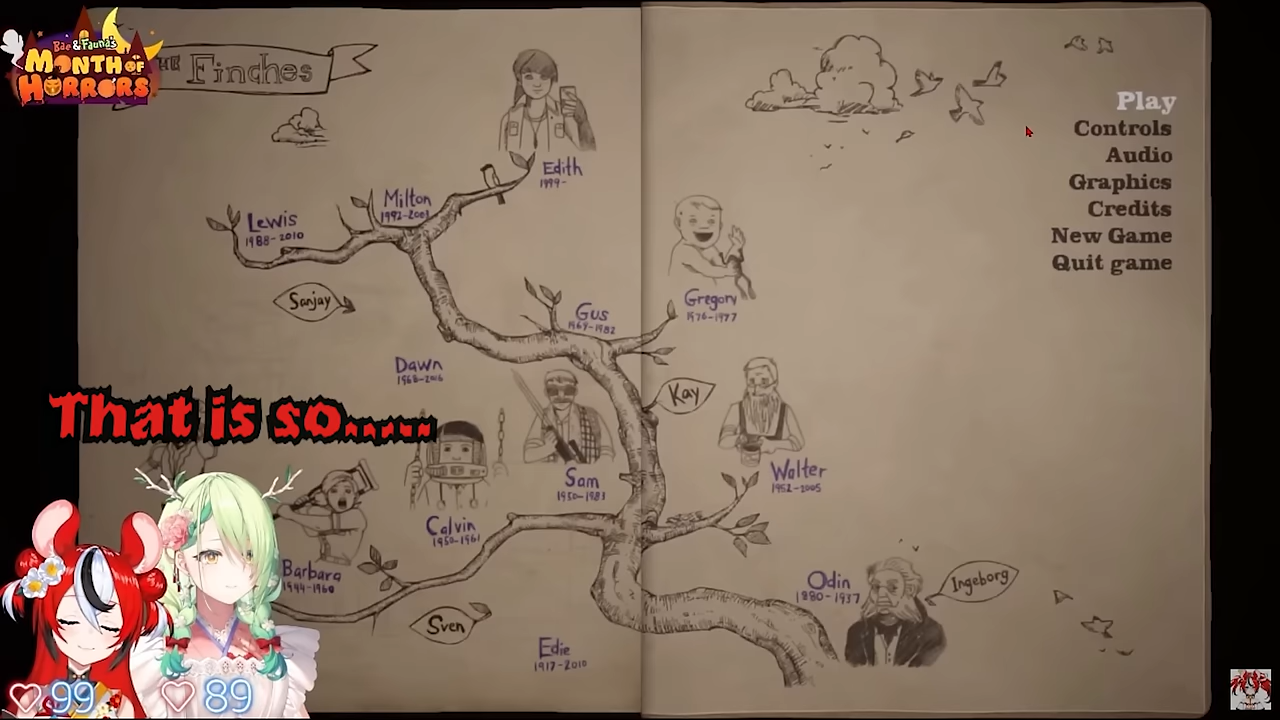 Bae & Fauna's
MONTH OF
HORRORS
THE Finches
Edith
1999-
Milton
1992-2003
Lewis
1988-2010
Sanjay
Gus
1969-1982
Gregory
1976-1977
Dawn
1968-2016
Kay
Sam
1950-1983
Walter
1952-2005
Calvin
1950-1961
Barbara
1944-1960
Sven
Edie
1917-2010
Odin
1880-1937
Ingeborg
Play
Controls
Audio
Graphics
Credits
New Game
Quit game
That is so......
99
89